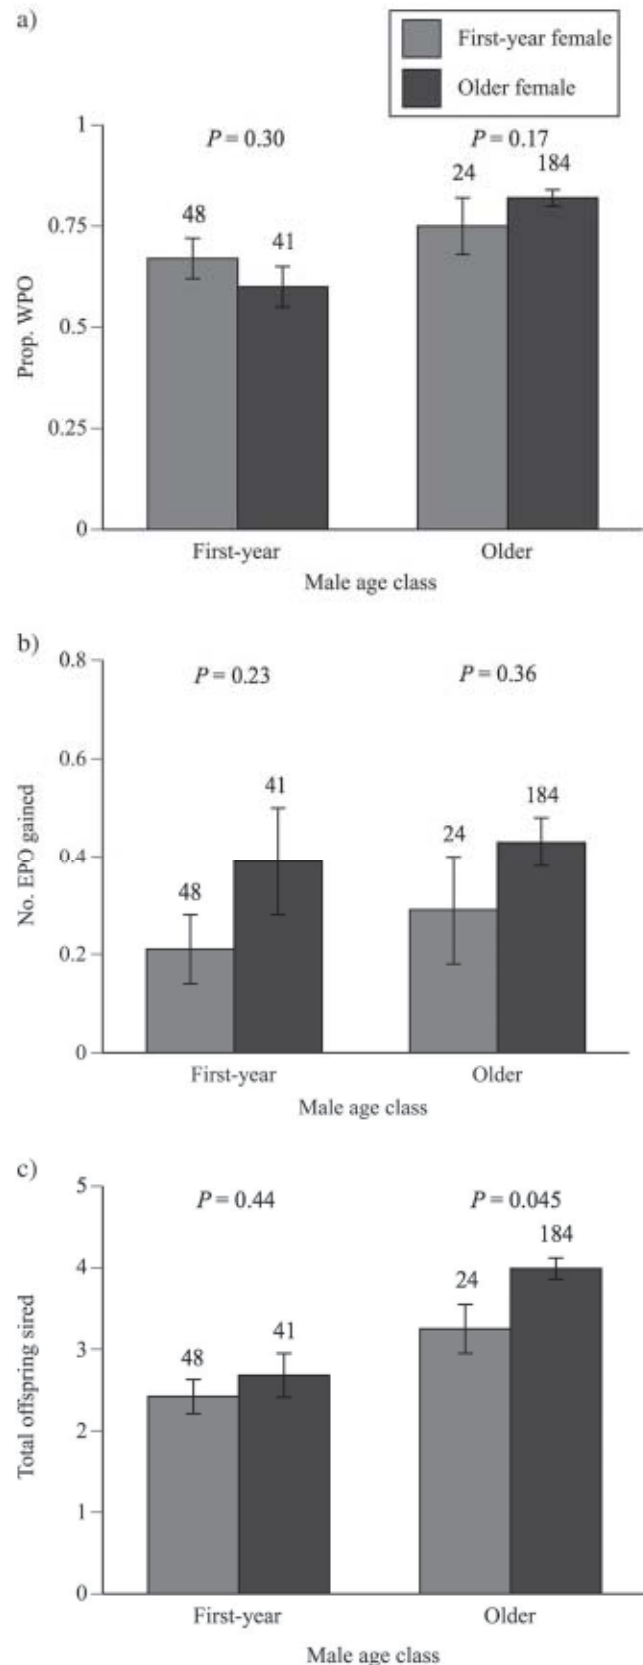 a)
First-year female
Older female
1
0.75
0.5
0.25
0
Prop. WPO
P = 0.30
P = 0.17
48
41
24
184
First-year
Older
Male age class
b)
0.8
0.6
0.4
0.2
0
No. EPO gained
P = 0.23
P = 0.36
48
41
24
184
First-year
Older
Male age class
c)
5
4
3
2
1
0
Total offspring sired
P = 0.44
P = 0.045
48
41
24
184
First-year
Older
Male age class